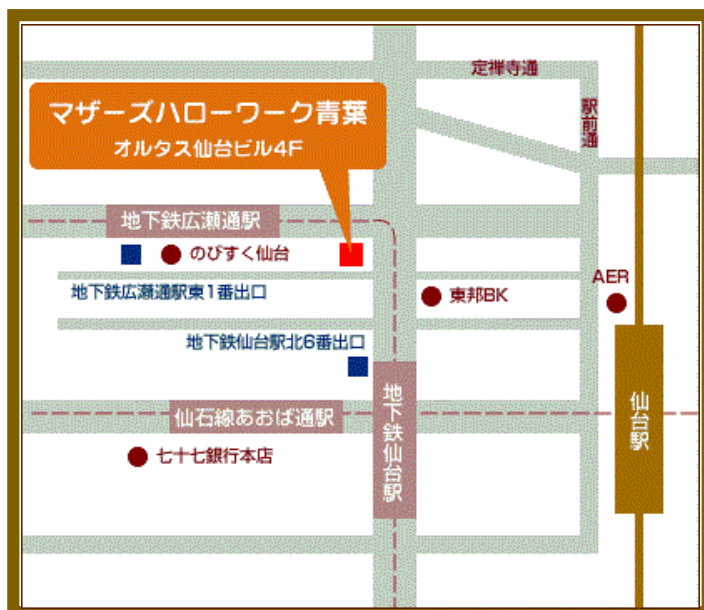 定禅寺通
駅前通
マザーズハローワーク青葉
オルタス仙台ビル4F
地下鉄広瀬通駅
のびすく仙台
地下鉄広瀬通駅東1番出口
東邦BK
AER
地下鉄仙台駅北6番出口
仙石線あおば通駅
地下鉄仙台駅
仙台駅
七十七銀行本店